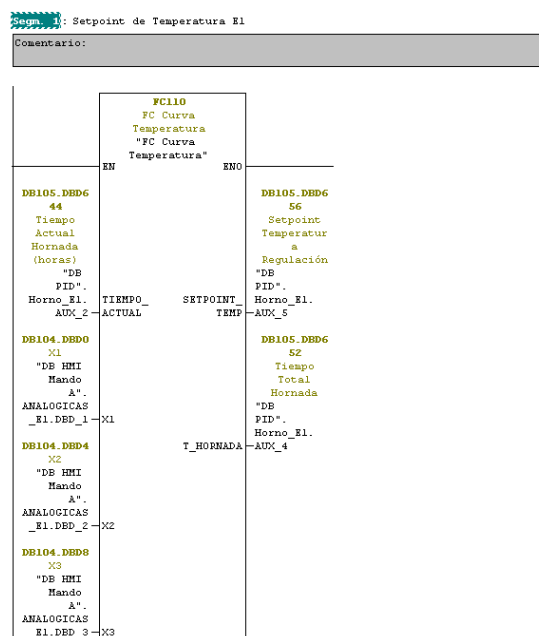 Segm. 1: Setpoint de Temperatura E1
Comentario:
FC110
FC Curva
Temperatura
"FC Curva
Temperatura"
EN ENO
DB105.DBD6
44
Tiempo
Actual
Hornada
(horas)
"DB
PID".
Horno_E1.
AUX_2
TIEMPO_
ACTUAL
SETPOINT_
TEMP
DB105.DBD6
56
Setpoint
Temperatur
a
Regulación
"DB
PID".
Horno_E1.
AUX_5
DB104.DBD0
X1
"DB HMI
Mando
A".
ANALOGICAS
_E1.DBD_1
X1
DB105.DBD6
52
Tiempo
Total
Hornada
"DB
PID".
Horno_E1.
AUX_4
T_HORNADA
DB104.DBD4
X2
"DB HMI
Mando
A".
ANALOGICAS
_E1.DBD_2
X2
DB104.DBD8
X3
"DB HMI
Mando
A".
ANALOGICAS
_E1.DBD_3
X3